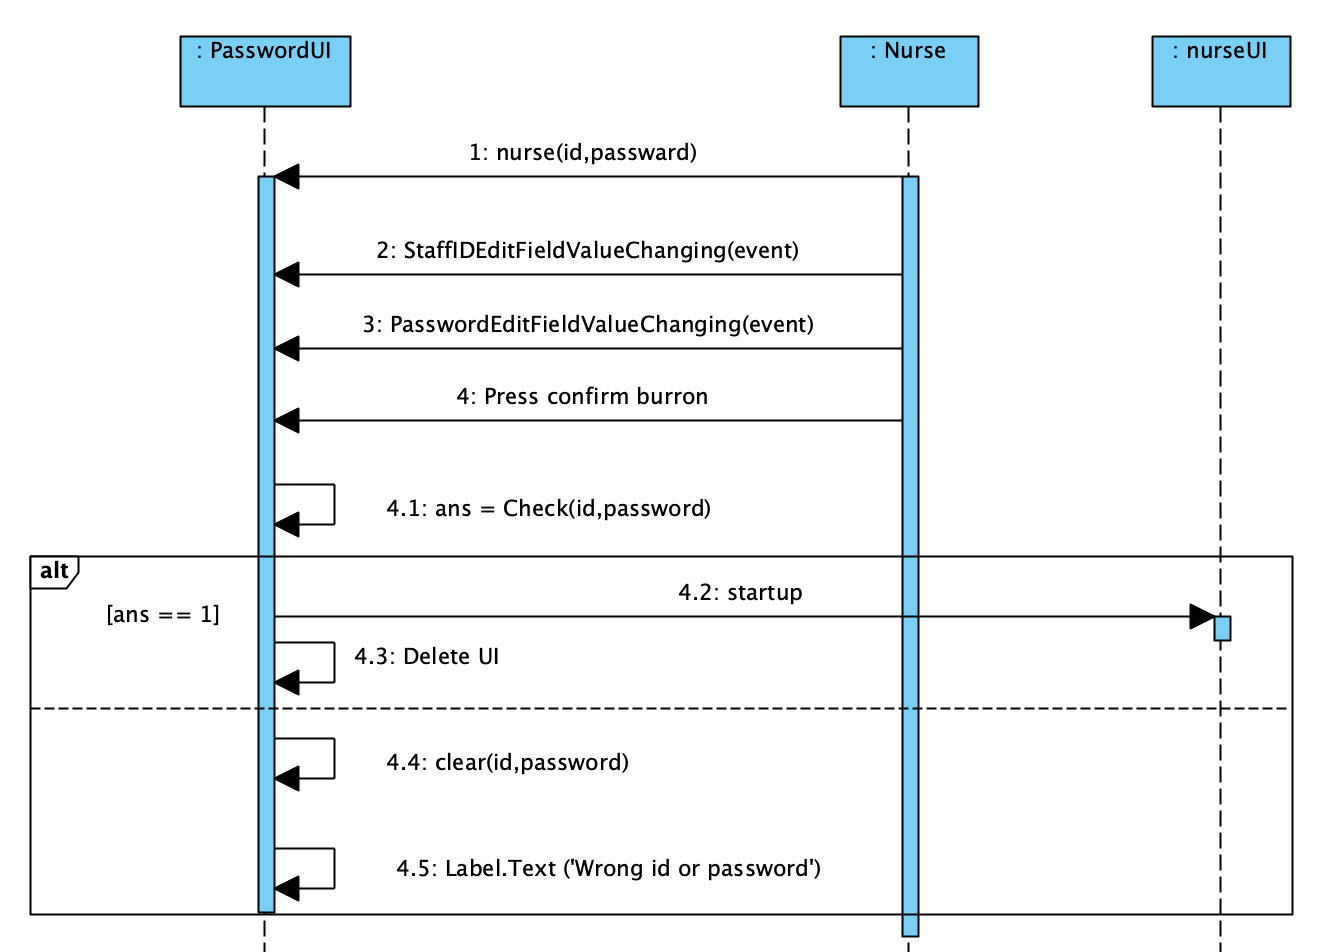 : PasswordUI
: Nurse
: nurseUI
1: nurse(id,passward)
2: StaffIDEditFieldValueChanging(event)
3: PasswordEditFieldValueChanging(event)
4: Press confirm burron
4.1: ans = Check(id,password)
alt
4.2: startup
[ans == 1]
4.3: Delete UI
4.4: clear(id,password)
4.5: Label.Text ('Wrong id or password')